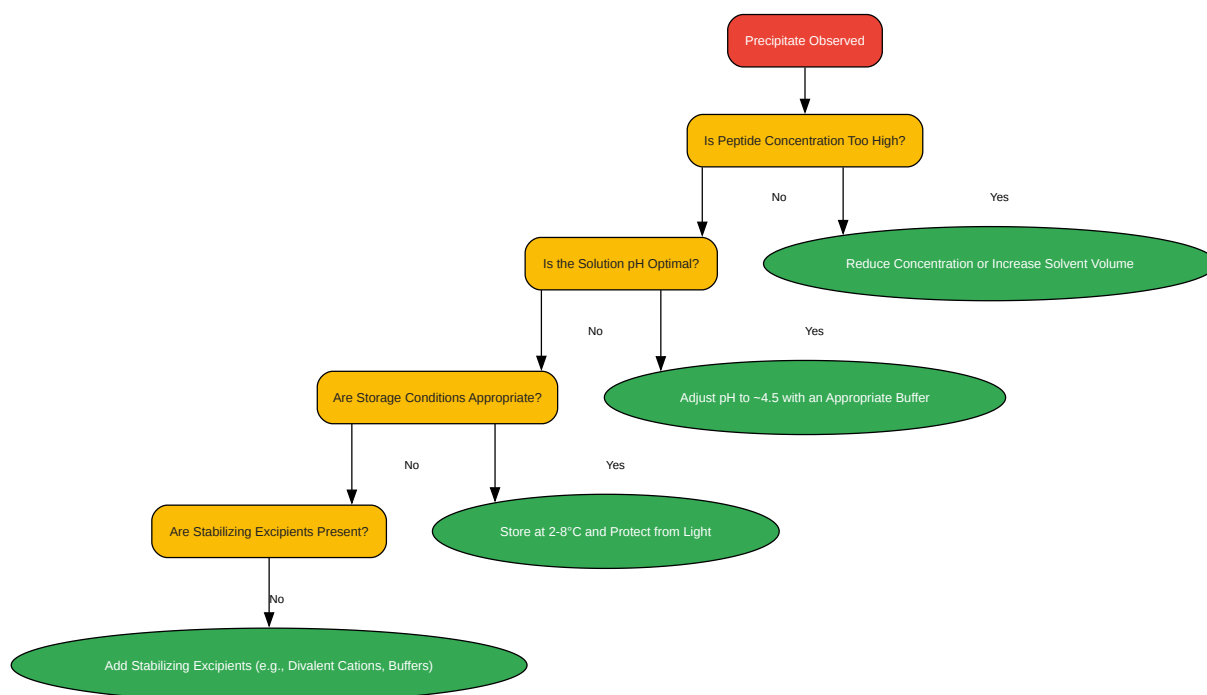 Precipitate Observed
Is Peptide Concentration Too High?
No
Yes
Is the Solution pH Optimal?
Reduce Concentration or Increase Solvent Volume
No
Yes
Are Storage Conditions Appropriate?
Adjust pH to ~4.5 with an Appropriate Buffer
No
Yes
Are Stabilizing Excipients Present?
Store at 2-8°C and Protect from Light
No
Add Stabilizing Excipients (e.g., Divalent Cations, Buffers)